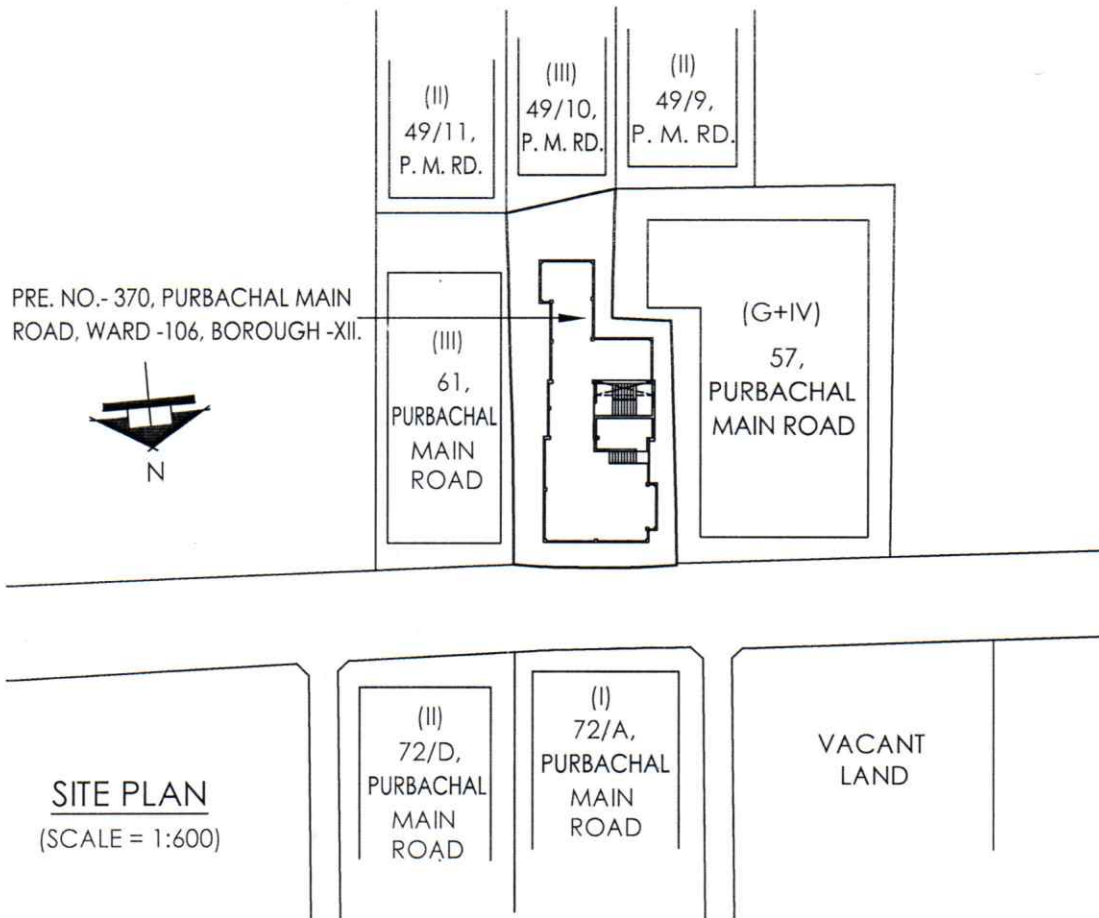 (II)
49/11,
P. M. RD.
(III)
49/10,
P. M. RD.
(II)
49/9,
P. M. RD.
PRE. NO.- 370, PURBACHAL MAIN
ROAD, WARD -106, BOROUGH -XII.
N
(III)
61,
PURBACHAL
MAIN
ROAD
(G+IV)
57,
PURBACHAL
MAIN ROAD
(II)
72/D,
PURBACHAL
MAIN
ROAD
(I)
72/A,
PURBACHAL
MAIN
ROAD
VACANT
LAND
SITE PLAN
(SCALE = 1:600)